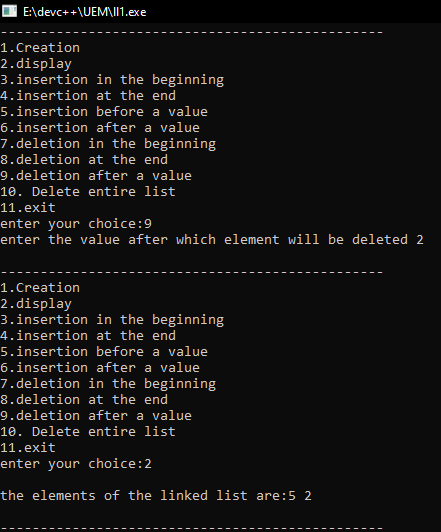 E:\devc++\UEM\ll1.exe
------------------------------------------------
1.Creation
2.display
3.insertion in the beginning
4.insertion at the end
5.insertion before a value
6.insertion after a value
7.deletion in the beginning
8.deletion at the end
9.deletion after a value
10. Delete entire list
11.exit
enter your choice:9
enter the value after which element will be deleted 2
------------------------------------------------
1.Creation
2.display
3.insertion in the beginning
4.insertion at the end
5.insertion before a value
6.insertion after a value
7.deletion in the beginning
8.deletion at the end
9.deletion after a value
10. Delete entire list
11.exit
enter your choice:2
the elements of the linked list are:5 2
------------------------------------------------